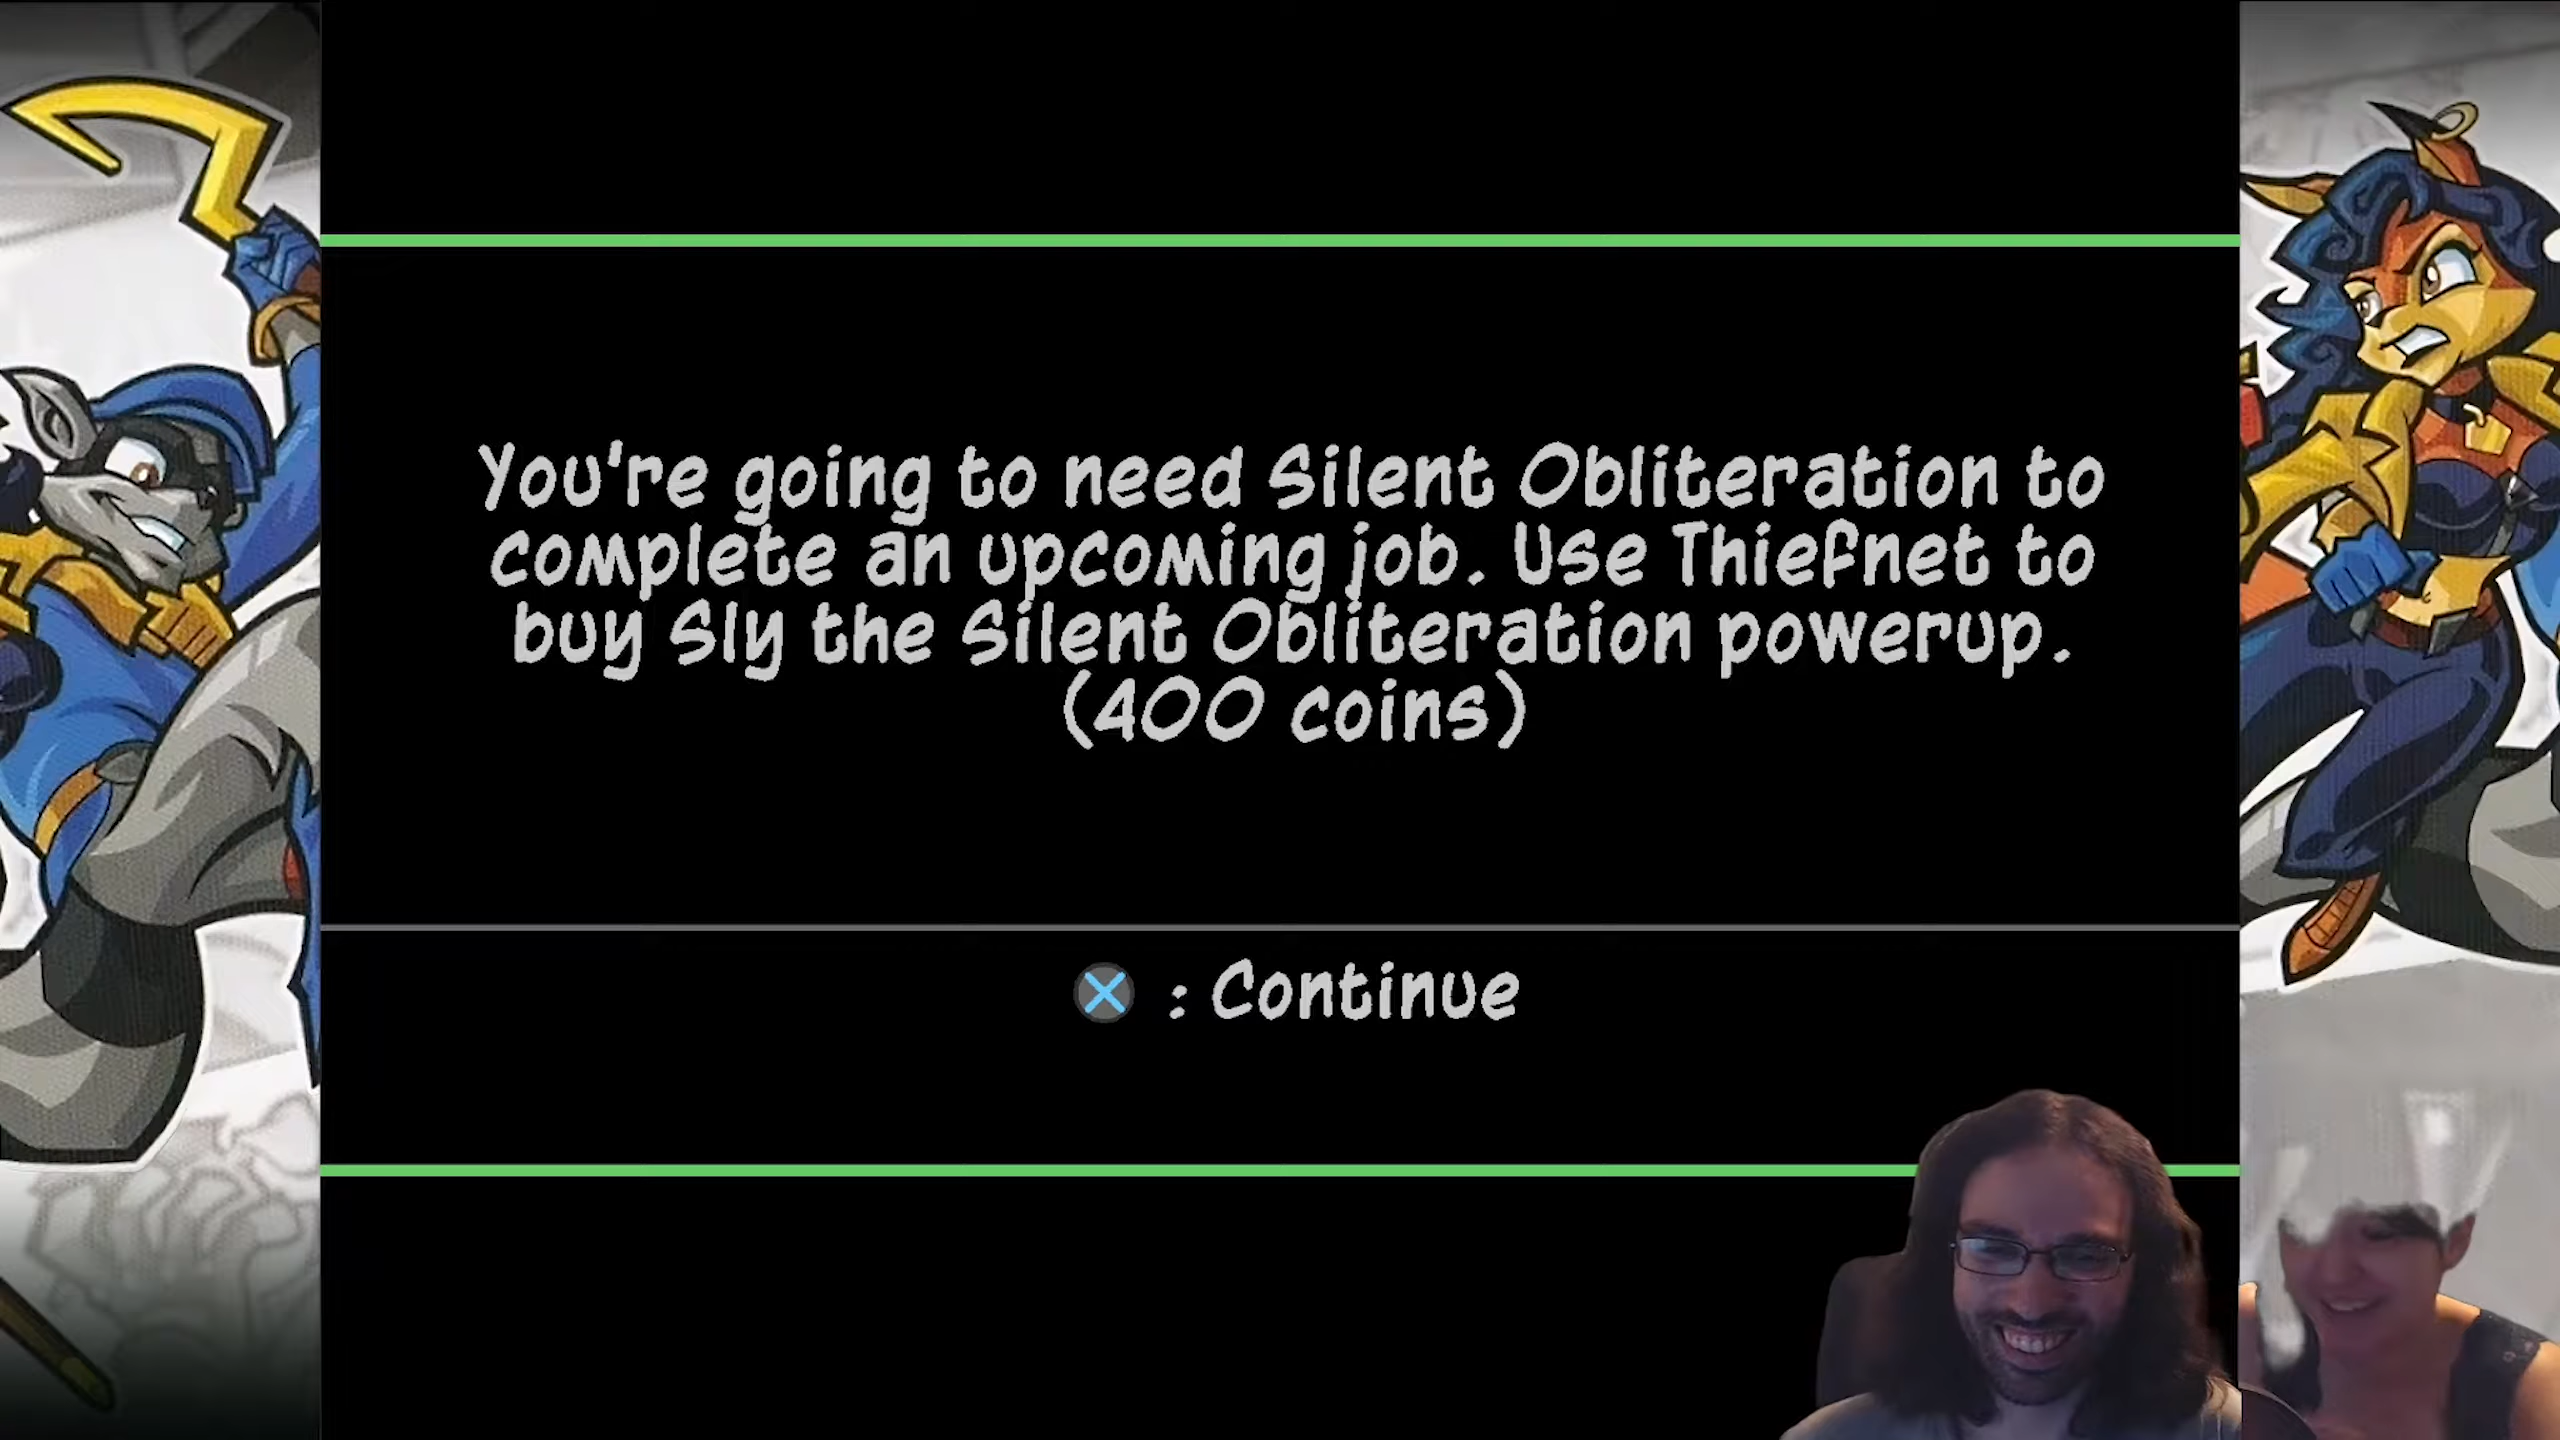 You're going to need Silent Obliteration to
complete an upcoming job. Use Thiefnet to
buy Sly the Silent Obliteration powerup.
(400 coins)
: Continue